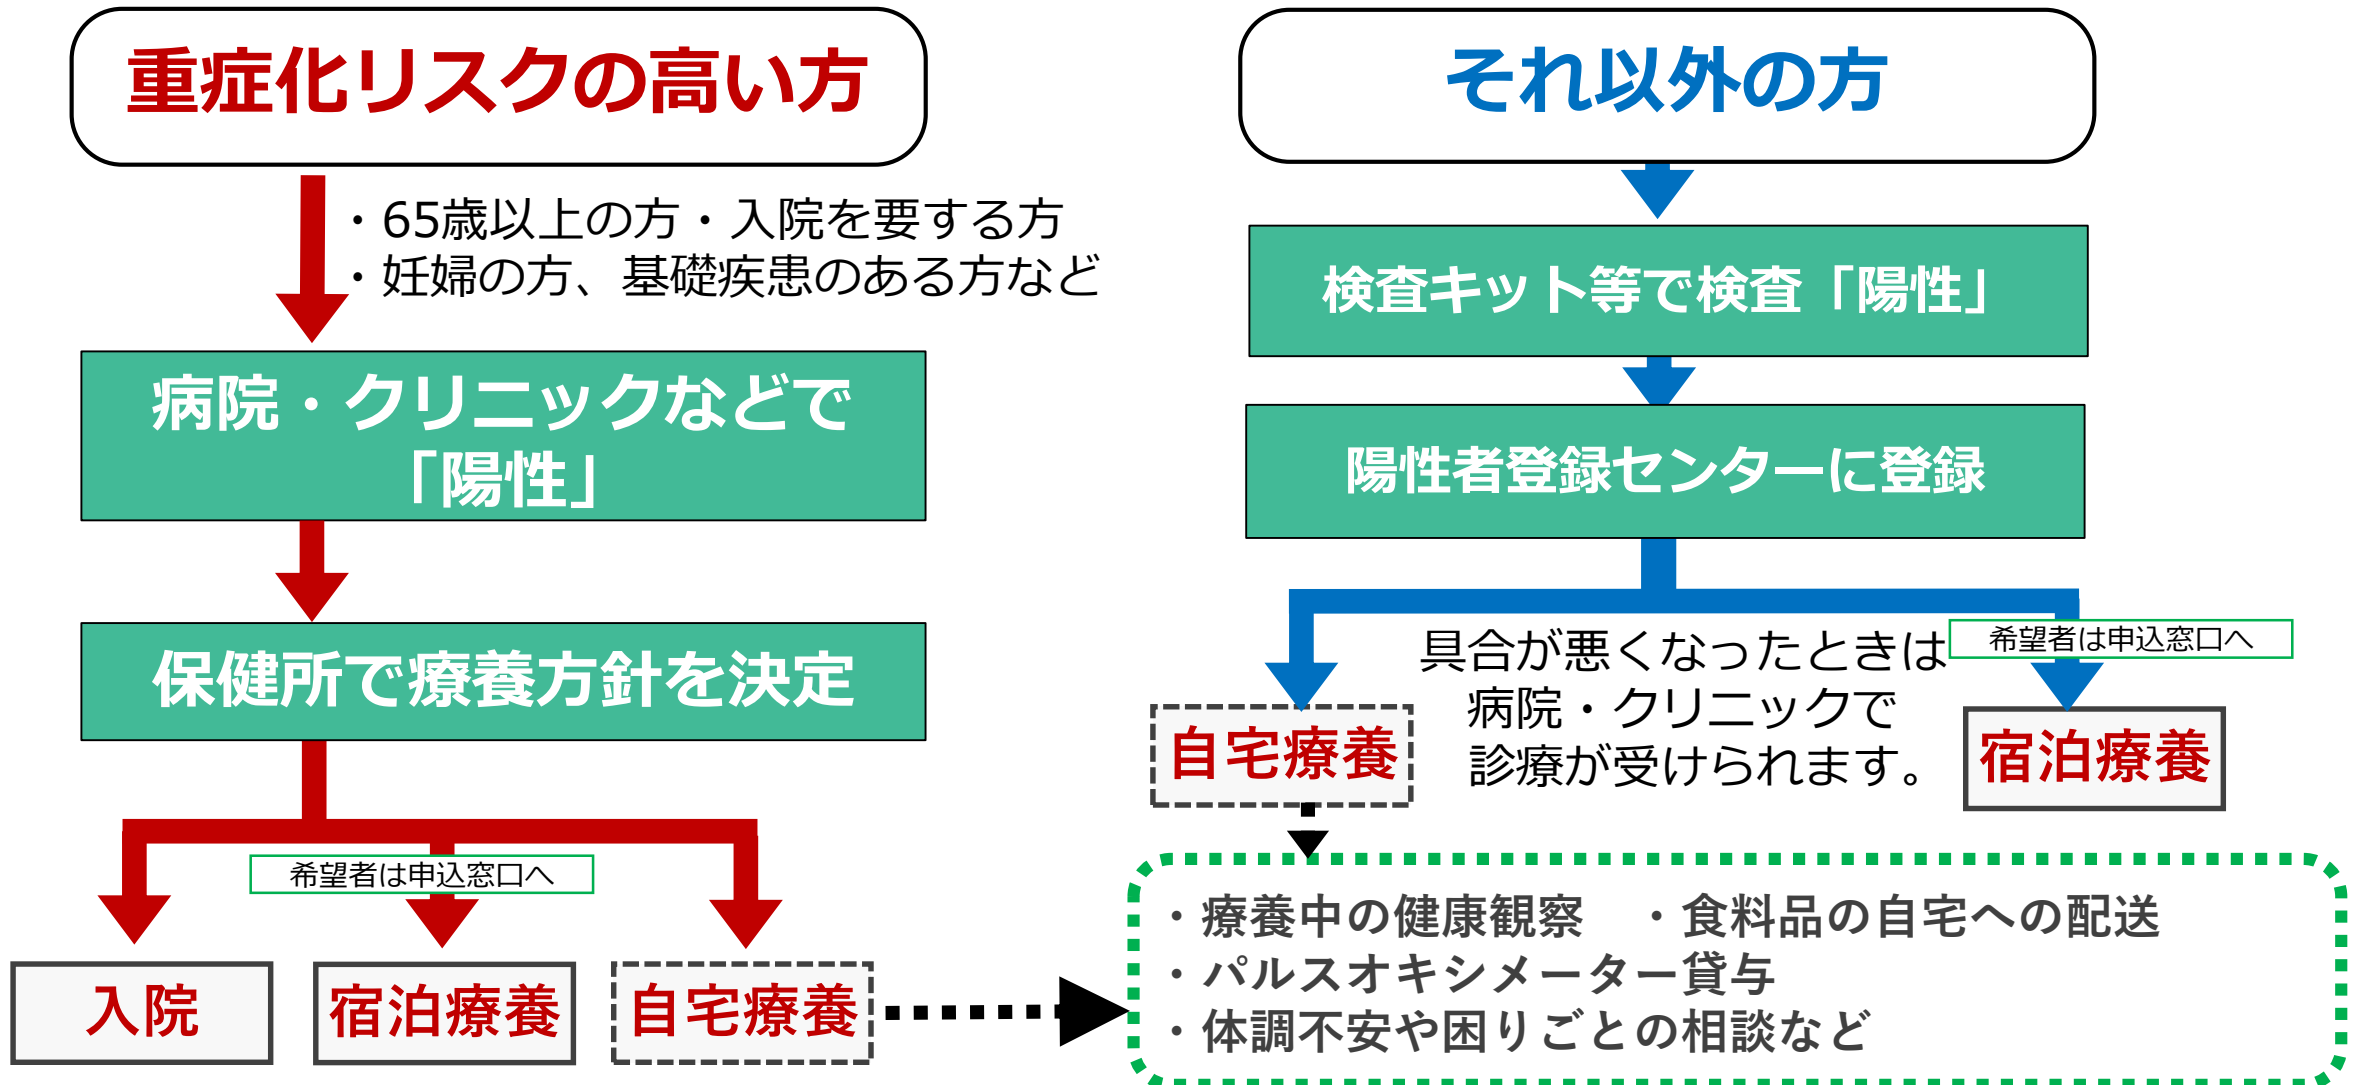 重症化リスクの高い方
・65歳以上の方・入院を要する方
・妊婦の方、基礎疾患のある方など
病院・クリニックなどで
「陽性」
保健所で療養方針を決定
希望者は申込窓口へ
入院
宿泊療養
自宅療養
それ以外の方
検査キット等で検査「陽性」
陽性者登録センターに登録
希望者は申込窓口へ
具合が悪くなったときは
病院・クリニックで
診療が受けられます。
自宅療養
宿泊療養
・療養中の健康観察　・食料品の自宅への配送
・パルスオキシメーター貸与
・体調不安や困りごとの相談など